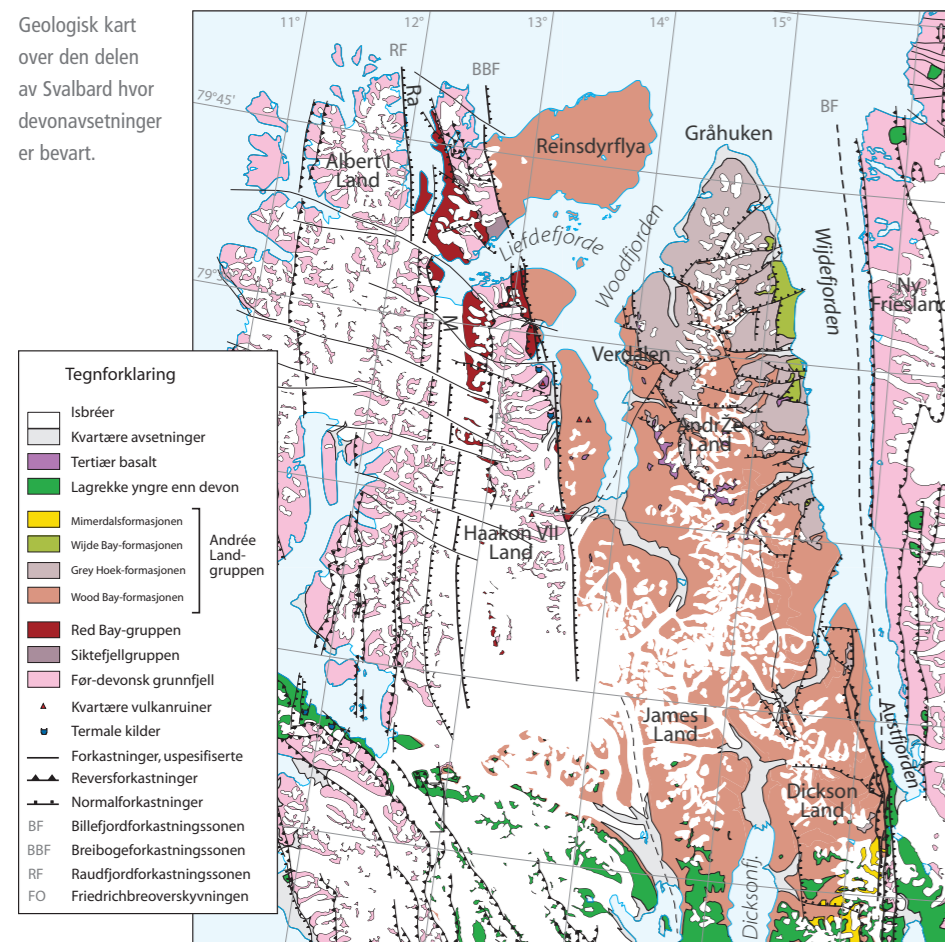 Geologisk kart
over den delen
av Svalbard hvor
devonavsetninger
er bevart.
11°
12°
13°
14°
15°
RF
BBF
BF
79°45'
Ra
Albert I
Land
Reinsdyrflya
Gråhuken
Liefdefjorde
Woodfjorden
Wijdefjorden
Ny
Friesland
M
Verdalen
AndrZe
Land
Haakon VII
Land
James I
Land
Austfjorden
Dickson
Land
Dicksonfj.
Tegnforklaring
Isbréer
Kvartære avsetninger
Tertiær basalt
Lagrekke yngre enn devon
Mimerdalsformasjonen
Wijde Bay-formasjonen
Grey Hoek-formasjonen
Wood Bay-formasjonen
Andrée
Land-
gruppen
Red Bay-gruppen
Siktefjellgruppen
Før-devonsk grunnfjell
Kvartære vulkanruiner
Termale kilder
Forkastninger, uspesifiserte
Reversforkastninger
Normalforkastninger
BF Billefjordforkastningssonen
BBF Breibogeforkastningssonen
RF Raudfjordforkastningssonen
FO Friedrichbreoverskyvningen